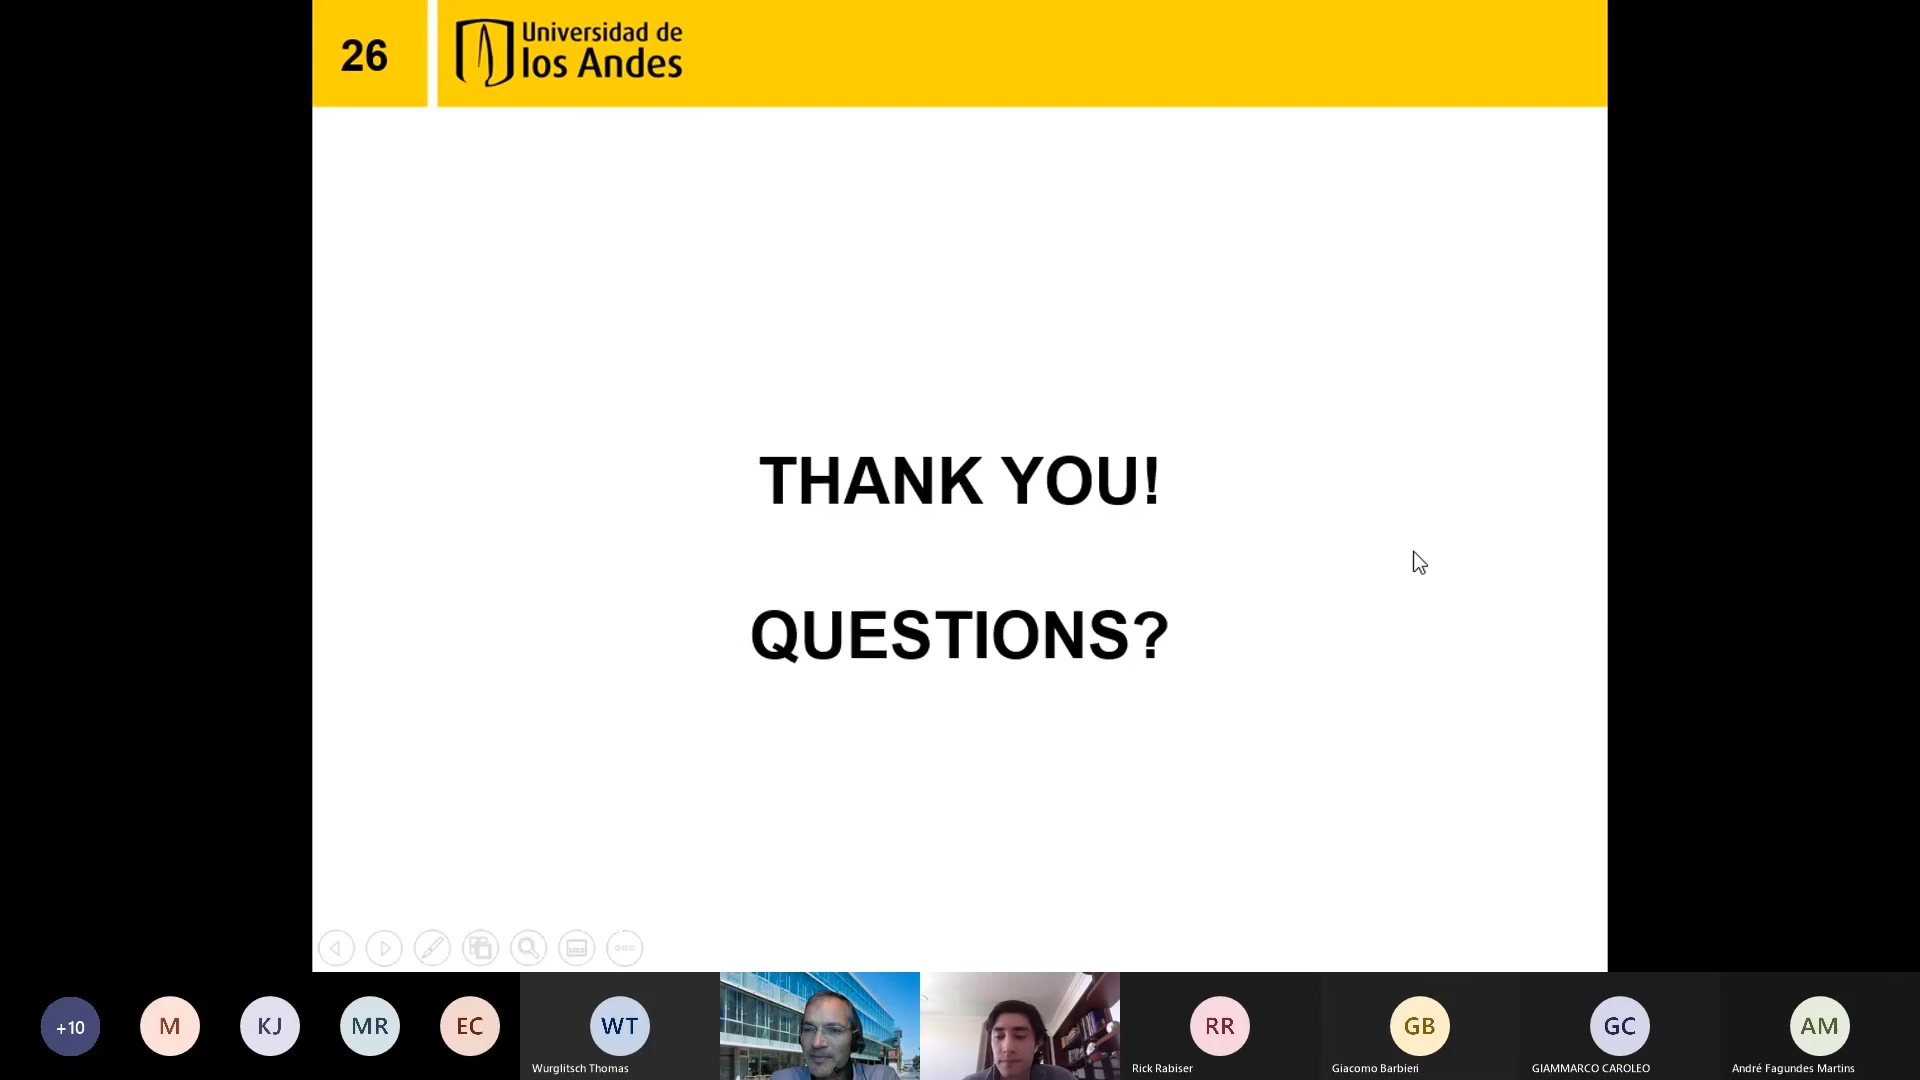 26
Universidad de
los Andes
THANK YOU!
QUESTIONS?
+10
M
KJ
MR
EC
WT
Wurglitsch Thomas
RR
Rick Rabiser
GB
Giacomo Barbieri
GC
GIAMMARCO CAROLEO
AM
André Fagundes Martins